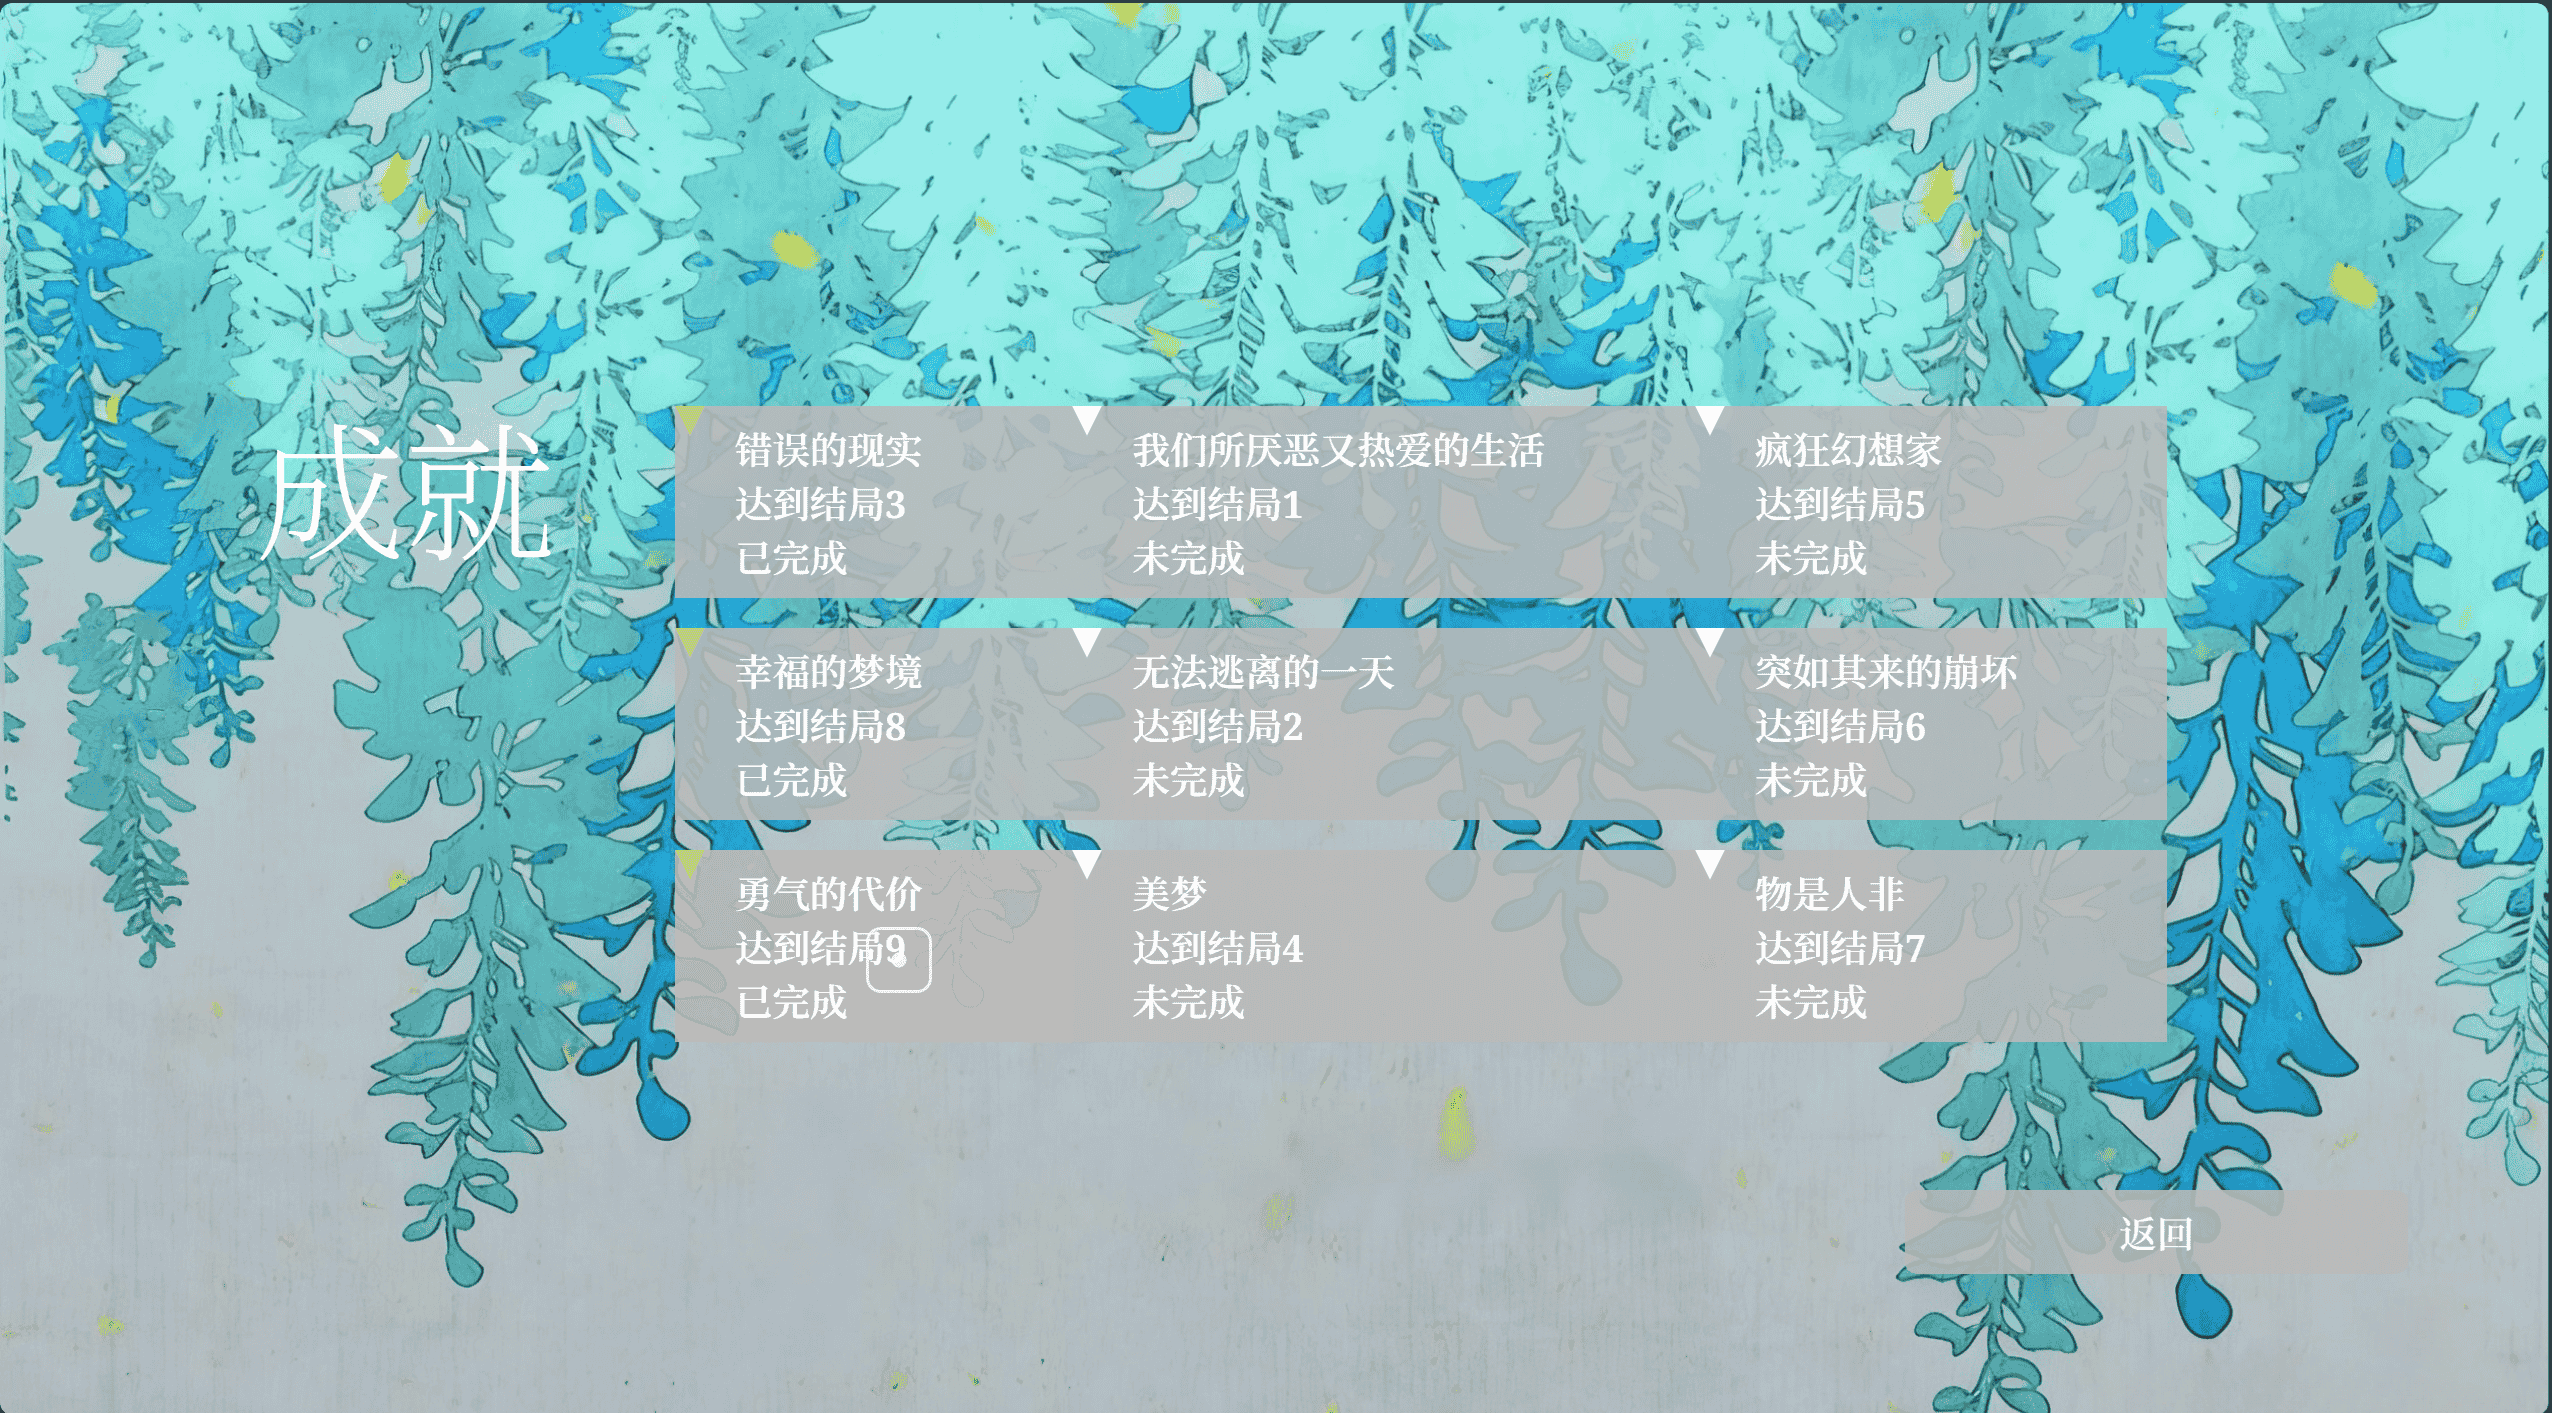 成就
错误的现实
达到结局3
已完成
我们所厌恶又热爱的生活
达到结局1
未完成
疯狂幻想家
达到结局5
未完成
幸福的梦境
达到结局8
已完成
无法逃离的一天
达到结局2
未完成
突如其来的崩坏
达到结局6
未完成
勇气的代价
达到结局9
已完成
美梦
达到结局4
未完成
物是人非
达到结局7
未完成
返回